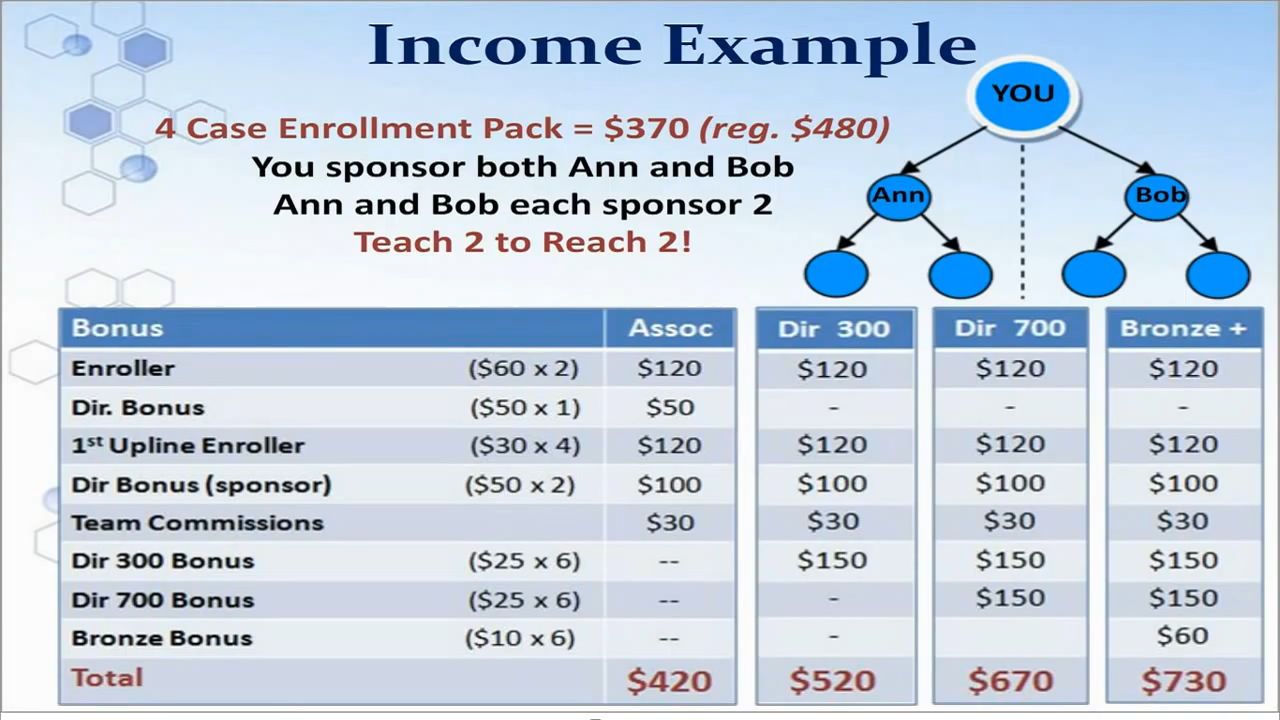 Income Example
YOU
4 Case Enrollment Pack = $370 (reg. $480)
You sponsor both Ann and Bob
Ann Bob
Ann and Bob each sponsor 2
Teach 2 to Reach 2!
Bonus Assoc Dir 300 Dir 700 Bronze +
Enroller ($60 x 2) $120 $120 $120 $120
Dir. Bonus ($50 x 1) $50 - - -
1st Upline Enroller ($30 x 4) $120 $120 $120 $120
Dir Bonus (sponsor) ($50 x 2) $100 $100 $100 $100
Team Commissions $30 $30 $30 $30
Dir 300 Bonus ($25 x 6) -- $150 $150 $150
Dir 700 Bonus ($25 x 6) -- - $150 $150
Bronze Bonus ($10 x 6) -- - $60
Total $420 $520 $670 $730